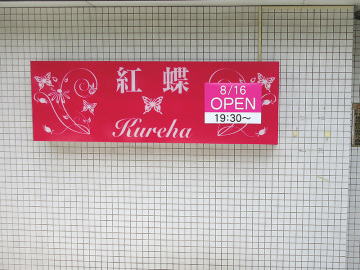 紅蝶
Kureha
8/16
OPEN
19:30～